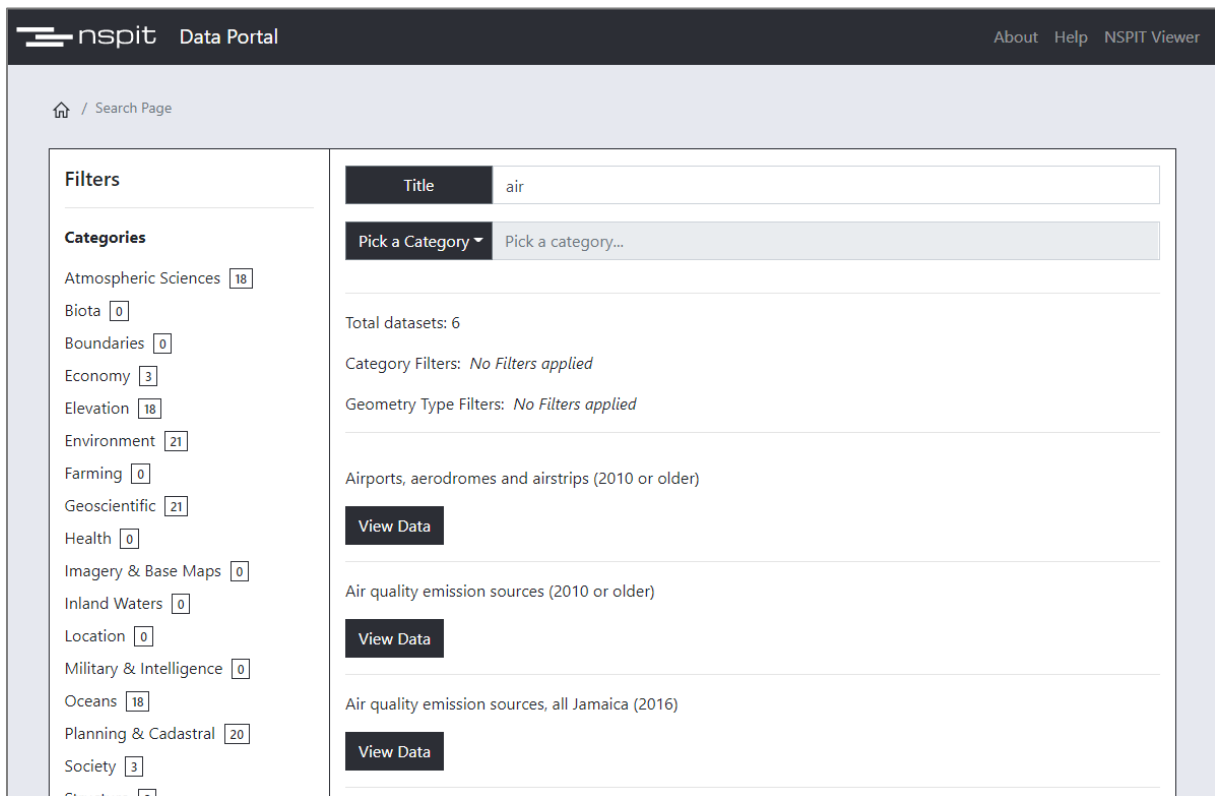 nspit Data Portal
About Help NSPIT Viewer
/ Search Page
Filters
Categories
Atmospheric Sciences 18
Biota 0
Boundaries 0
Economy 3
Elevation 18
Environment 21
Farming 0
Geoscientific 21
Health 0
Imagery & Base Maps 0
Inland Waters 0
Location 0
Military & Intelligence 0
Oceans 18
Planning & Cadastral 20
Society 3
Title air
Pick a Category Pick a category...
Total datasets: 6
Category Filters: No Filters applied
Geometry Type Filters: No Filters applied
Airports, aerodromes and airstrips (2010 or older)
View Data
Air quality emission sources (2010 or older)
View Data
Air quality emission sources, all Jamaica (2016)
View Data